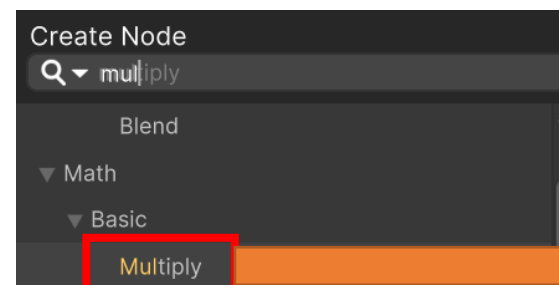 Create Node
multiply
Blend
Math
Basic
Multiply